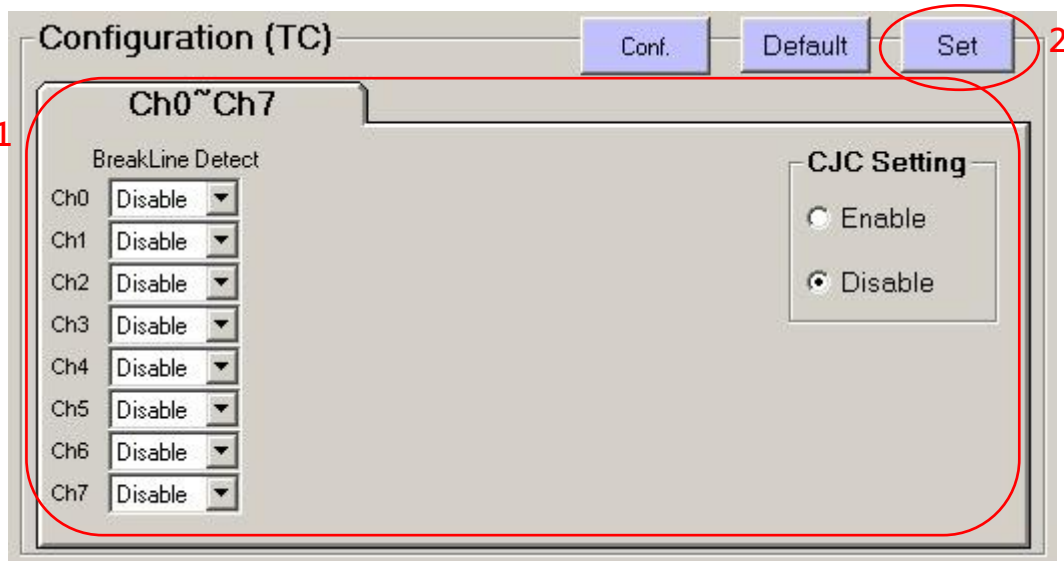 Configuration (TC) Conf. Default Set 2
Ch0~Ch7
1
BreakLine Detect
CJC Setting
Ch0 Disable
Enable
Ch1 Disable
Ch2 Disable
Disable
Ch3 Disable
Ch4 Disable
Ch5 Disable
Ch6 Disable
Ch7 Disable